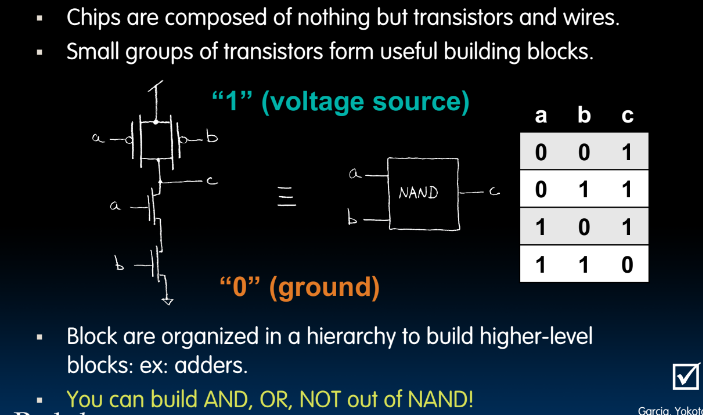 ▪ Chips are composed of nothing but transistors and wires.
▪ Small groups of transistors form useful building blocks.
"1" (voltage source)
a b c
a b
0 0 1
a
c
NAND
c
0 1 1
a
1 0 1
b
1 1 0
b
"0" (ground)
▪ Block are organized in a hierarchy to build higher-level
blocks: ex: adders.
▪ You can build AND, OR, NOT out of NAND!
Garcia, Yokot